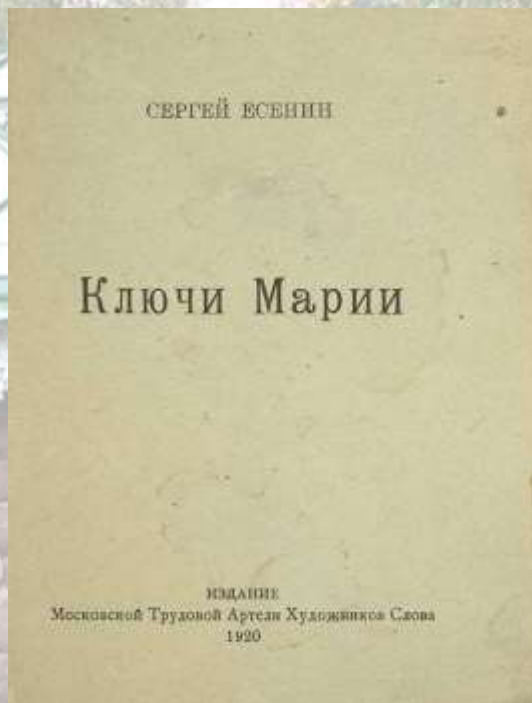 СЕРГЕЙ ЕСЕНИН
Ключи Марии
ИЗДАНИЕ
Московской Трудовой Артели Художников Слова
1920